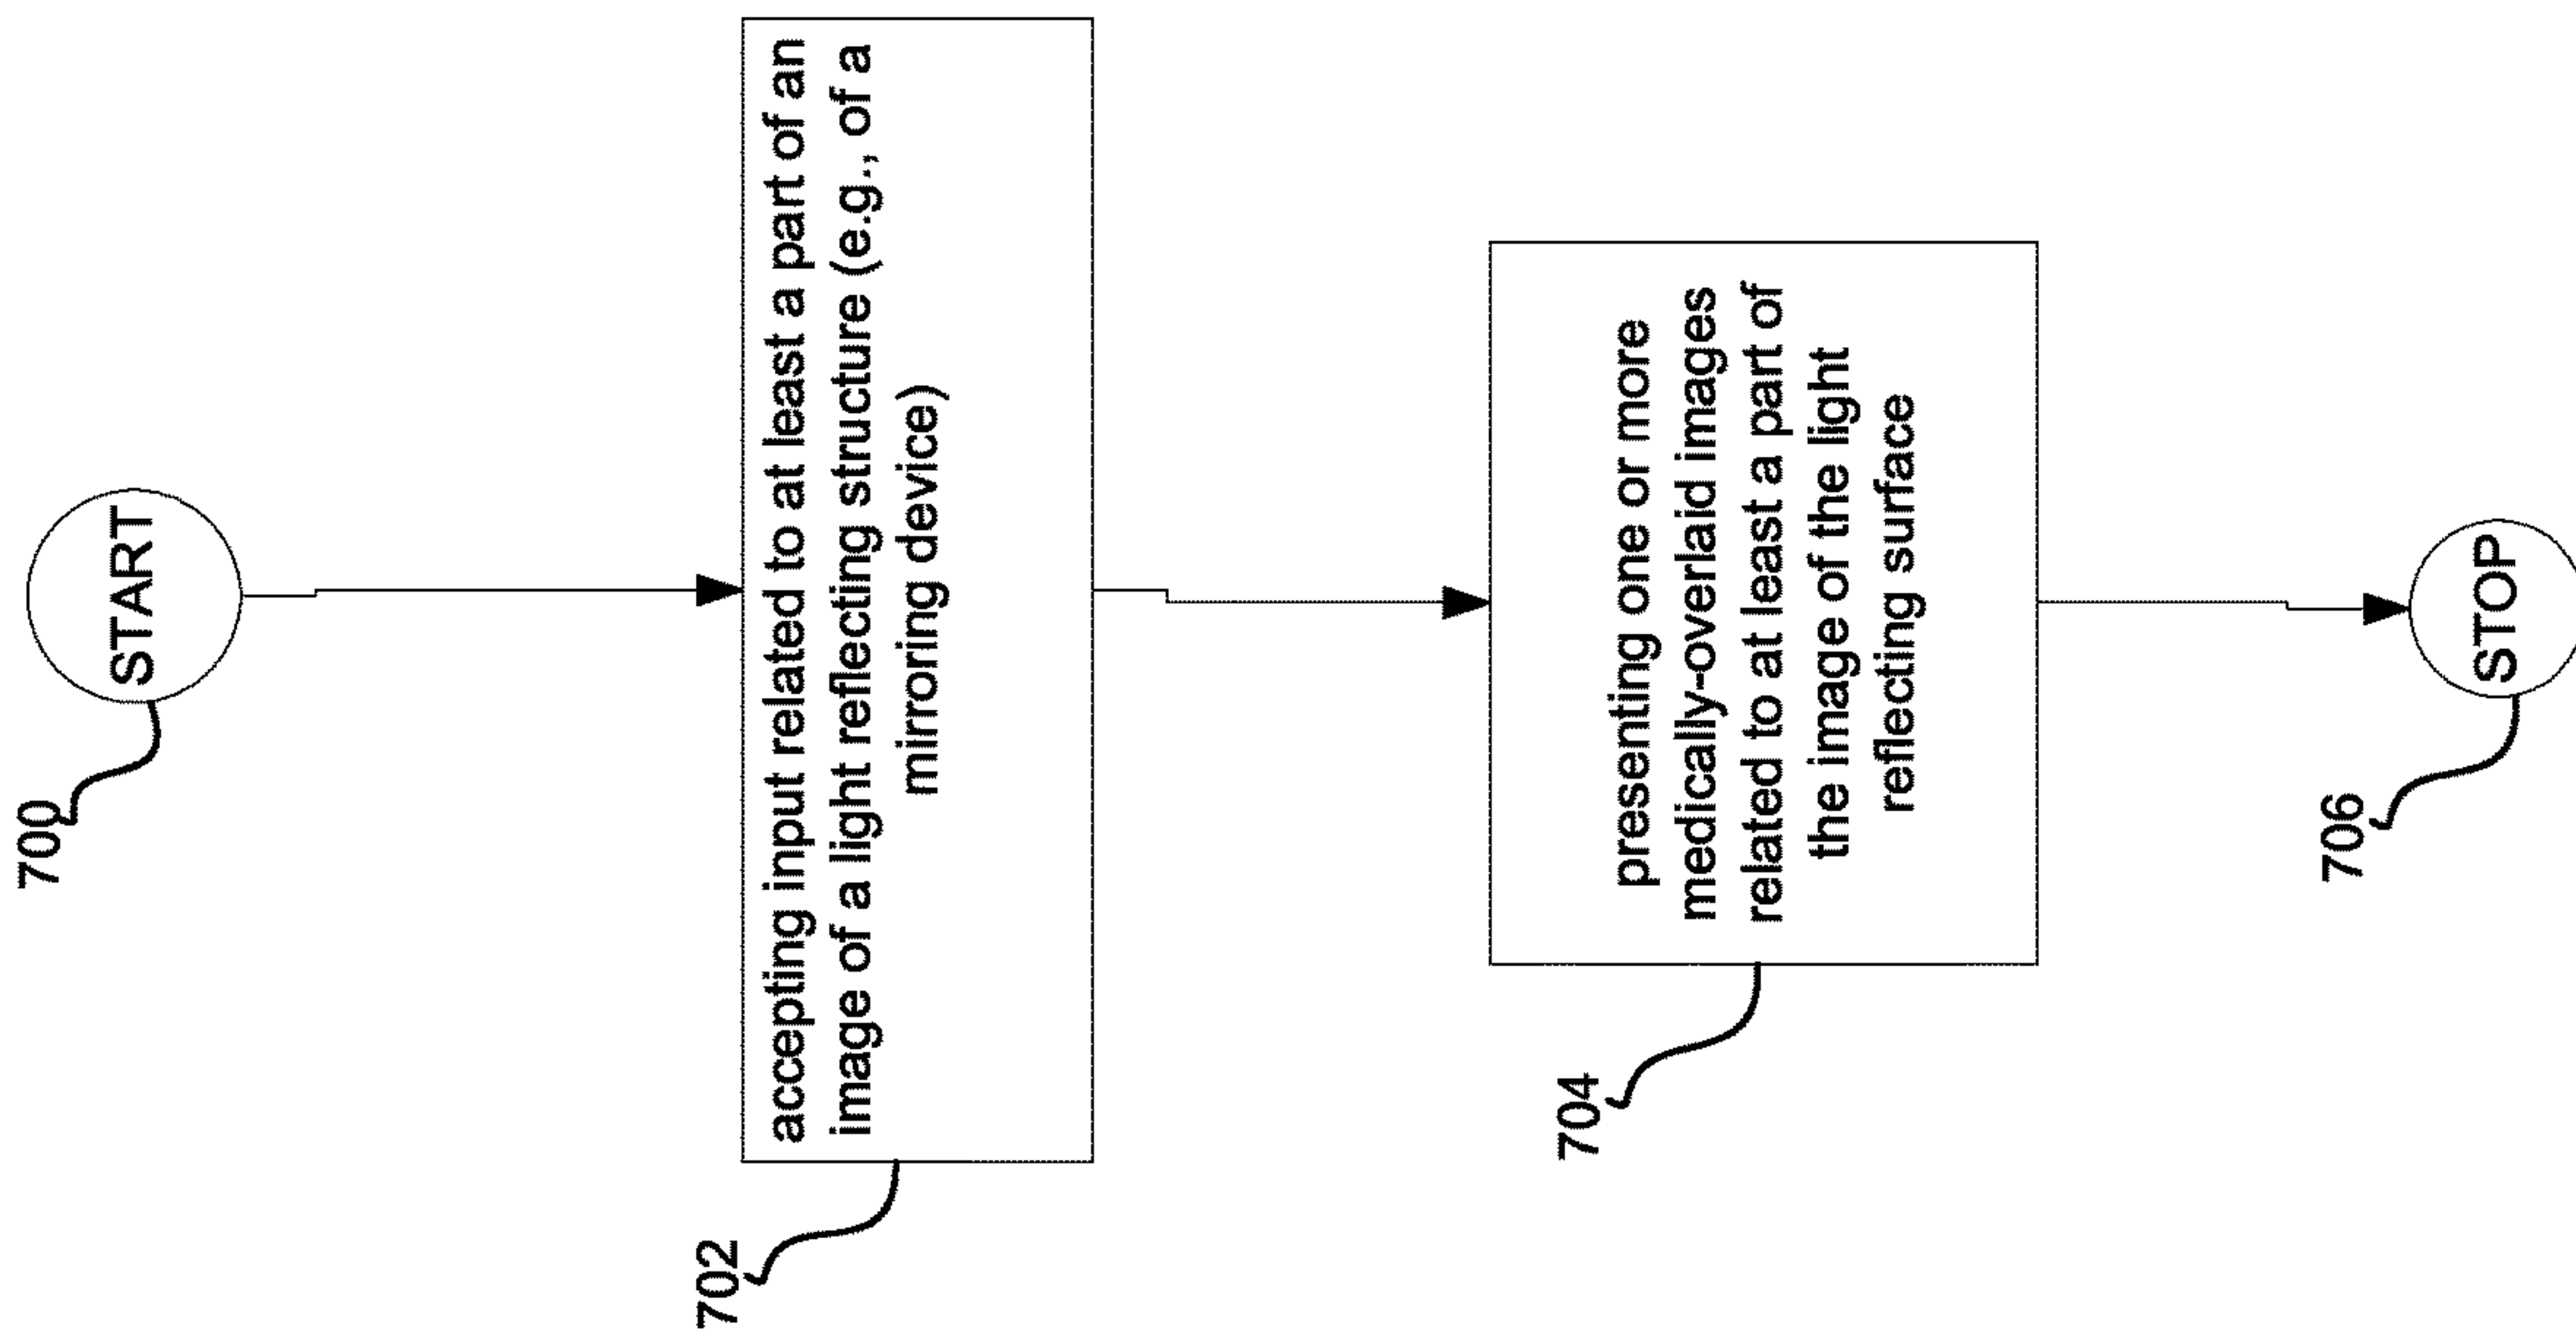 700
START
702
accepting input related to at least a part of an
image of a light reflecting structure (e.g., of a
mirroring device)
704
presenting one or more
medically-overlaid images
related to at least a part of
the image of the light
reflecting surface
706
STOP